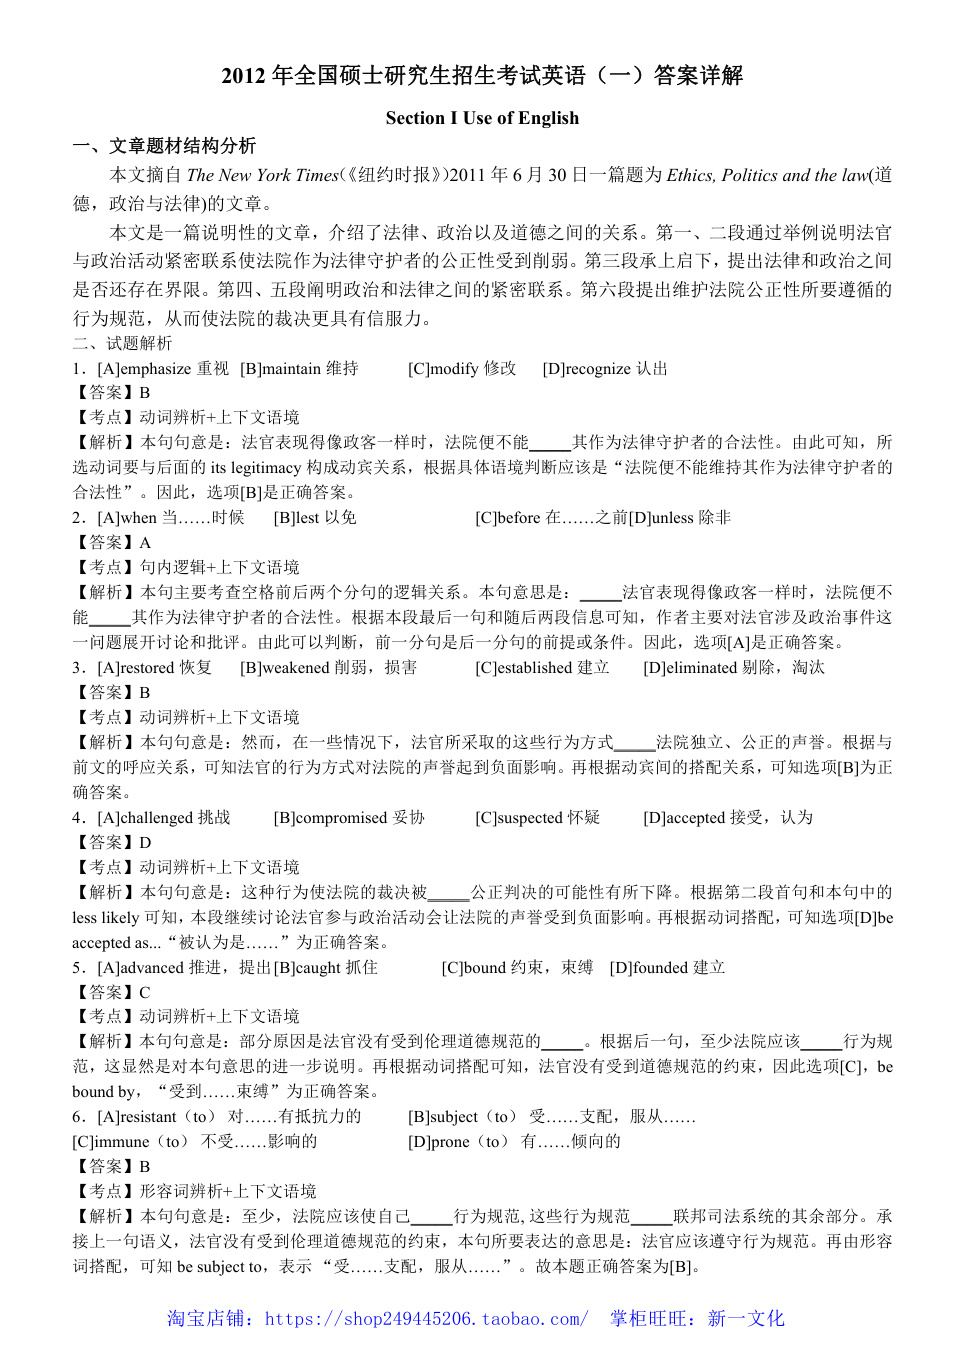 2012 年全国硕士研究生招生考试英语（一）答案详解
Section I Use of English
一、文章题材结构分析
本文摘自 The New York Times(《纽约时报》)2011 年 6 月 30 日一篇题为 Ethics, Politics and the law(道
德，政治与法律)的文章。
本文是一篇说明性的文章，介绍了法律、政治以及道德之间的关系。第一、二段通过举例说明法官
与政治活动紧密联系使法院作为法律守护者的公正性受到削弱。第三段承上启下，提出法律和政治之间
是否还存在界限。第四、五段阐明政治和法律之间的紧密联系。第六段提出维护法院公正性所要遵循的
行为规范，从而使法院的裁决更具有信服力。
二、试题解析
1．[A]emphasize 重视 [B]maintain 维持 [C]modify 修改 [D]recognize 认出
【答案】B
【考点】动词辨析+上下文语境
【解析】本句句意是：法官表现得像政客一样时，法院便不能_____其作为法律守护者的合法性。由此可知，所
选动词要与后面的 its legitimacy 构成动宾关系，根据具体语境判断应该是“法院便不能维持其作为法律守护者的
合法性”。因此，选项[B]是正确答案。
2．[A]when 当……时候 [B]lest 以免 [C]before 在……之前[D]unless 除非
【答案】A
【考点】句内逻辑+上下文语境
【解析】本句主要考查空格前后两个分句的逻辑关系。本句意思是：_____法官表现得像政客一样时，法院便不
能_____其作为法律守护者的合法性。根据本段最后一句和随后两段信息可知，作者主要对法官涉及政治事件这
一问题展开讨论和批评。由此可以判断，前一分句是后一分句的前提或条件。因此，选项[A]是正确答案。
3．[A]restored 恢复 [B]weakened 削弱，损害 [C]established 建立 [D]eliminated 剔除，淘汰
【答案】B
【考点】动词辨析+上下文语境
【解析】本句句意是：然而，在一些情况下，法官所采取的这些行为方式_____法院独立、公正的声誉。根据与
前文的呼应关系，可知法官的行为方式对法院的声誉起到负面影响。再根据动宾间的搭配关系，可知选项[B]为正
确答案。
4．[A]challenged 挑战 [B]compromised 妥协 [C]suspected 怀疑 [D]accepted 接受，认为
【答案】D
【考点】动词辨析+上下文语境
【解析】本句句意是：这种行为使法院的裁决被_____公正判决的可能性有所下降。根据第二段首句和本句中的
less likely 可知，本段继续讨论法官参与政治活动会让法院的声誉受到负面影响。再根据动词搭配，可知选项[D]be
accepted as...“被认为是……”为正确答案。
5．[A]advanced 推进，提出[B]caught 抓住 [C]bound 约束，束缚 [D]founded 建立
【答案】C
【考点】动词辨析+上下文语境
【解析】本句句意是：部分原因是法官没有受到伦理道德规范的_____。根据后一句，至少法院应该_____行为规
范，这显然是对本句意思的进一步说明。再根据动词搭配可知，法官没有受到道德规范的约束，因此选项[C]，be
bound by，“受到……束缚”为正确答案。
6．[A]resistant（to） 对……有抵抗力的 [B]subject（to） 受……支配，服从……
[C]immune（to） 不受……影响的 [D]prone（to） 有……倾向的
【答案】B
【考点】形容词辨析+上下文语境
【解析】本句句意是：至少，法院应该使自己_____行为规范, 这些行为规范_____联邦司法系统的其余部分。承
接上一句语义，法官没有受到伦理道德规范的约束，本句所要表达的意思是：法官应该遵守行为规范。再由形容
词搭配，可知 be subject to，表示 “受……支配，服从……”。故本题正确答案为[B]。
淘宝店铺：https://shop249445206.taobao.com/ 掌柜旺旺：新一文化